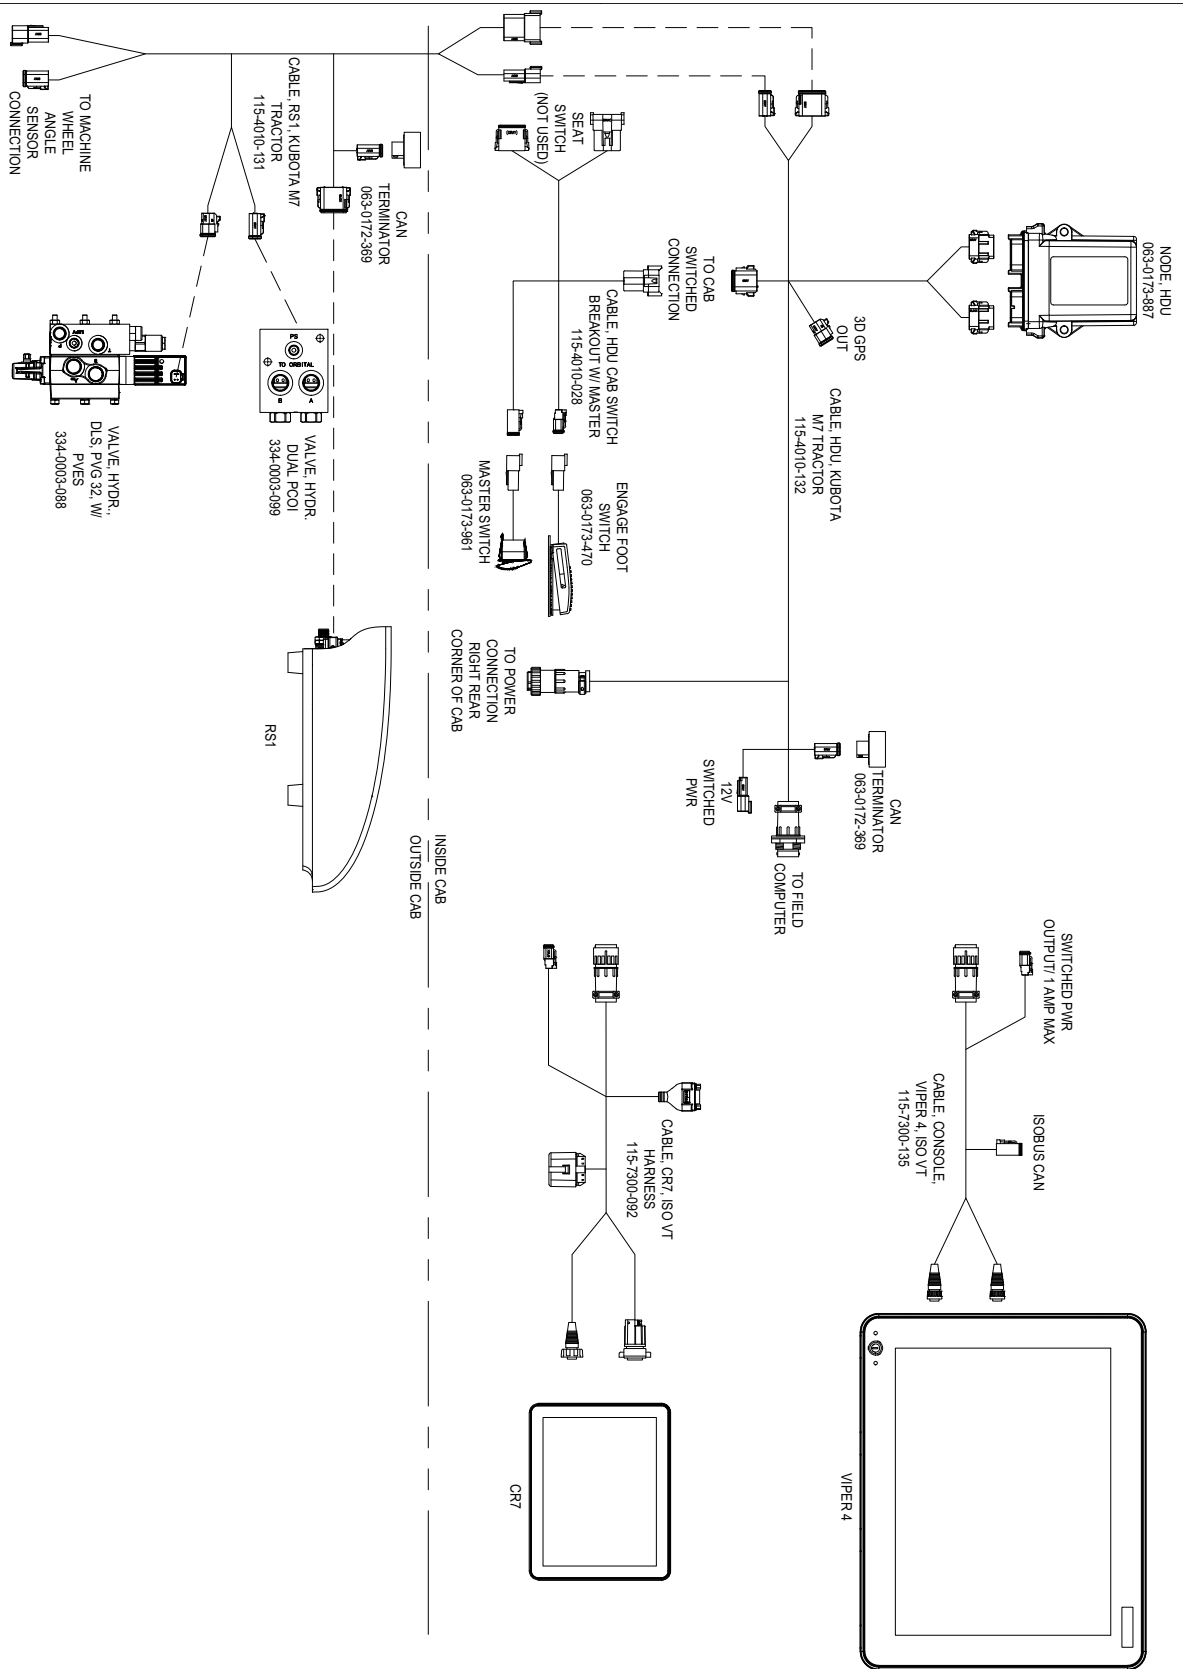 NODE, HDU
063-0173-887
3D GPS
OUT
CABLE, HDU, KUBOTA
M7 TRACTOR
115-4010-132
CAN
TERMINATOR
063-0172-369
TO FIELD
COMPUTER
12V
SWITCHED
PWR
TO POWER
CONNECTION
RIGHT REAR
CORNER OF CAB
SWITCHED PWR
OUTPUT/ 1 AMP MAX
ISOBUS CAN
CABLE, CONSOLE,
VIPER 4, ISO VT
115-7300-135
VIPER 4
TO CAB
SWITCHED
CONNECTION
SEAT
SWITCH
(NOT USED)
CABLE, HDU CAB SWITCH
BREAKOUT W/ MASTER
115-4010-028
ENGAGE FOOT
SWITCH
063-0173-470
MASTER SWITCH
063-0173-961
CABLE, CR7, ISO VT
HARNESS
115-7300-092
CR7
INSIDE CAB
OUTSIDE CAB
CAN
TERMINATOR
063-0172-369
CABLE, RS1, KUBOTA M7
TRACTOR
115-4010-131
RS1
PS
TO ORBITAL
A
B
VALVE, HYDR.
DUAL PCOI
334-0003-099
VALVE, HYDR.,
DLS, PVG 32, W/
PVES
334-0003-088
TO MACHINE
WHEEL
ANGLE
SENSOR
CONNECTION